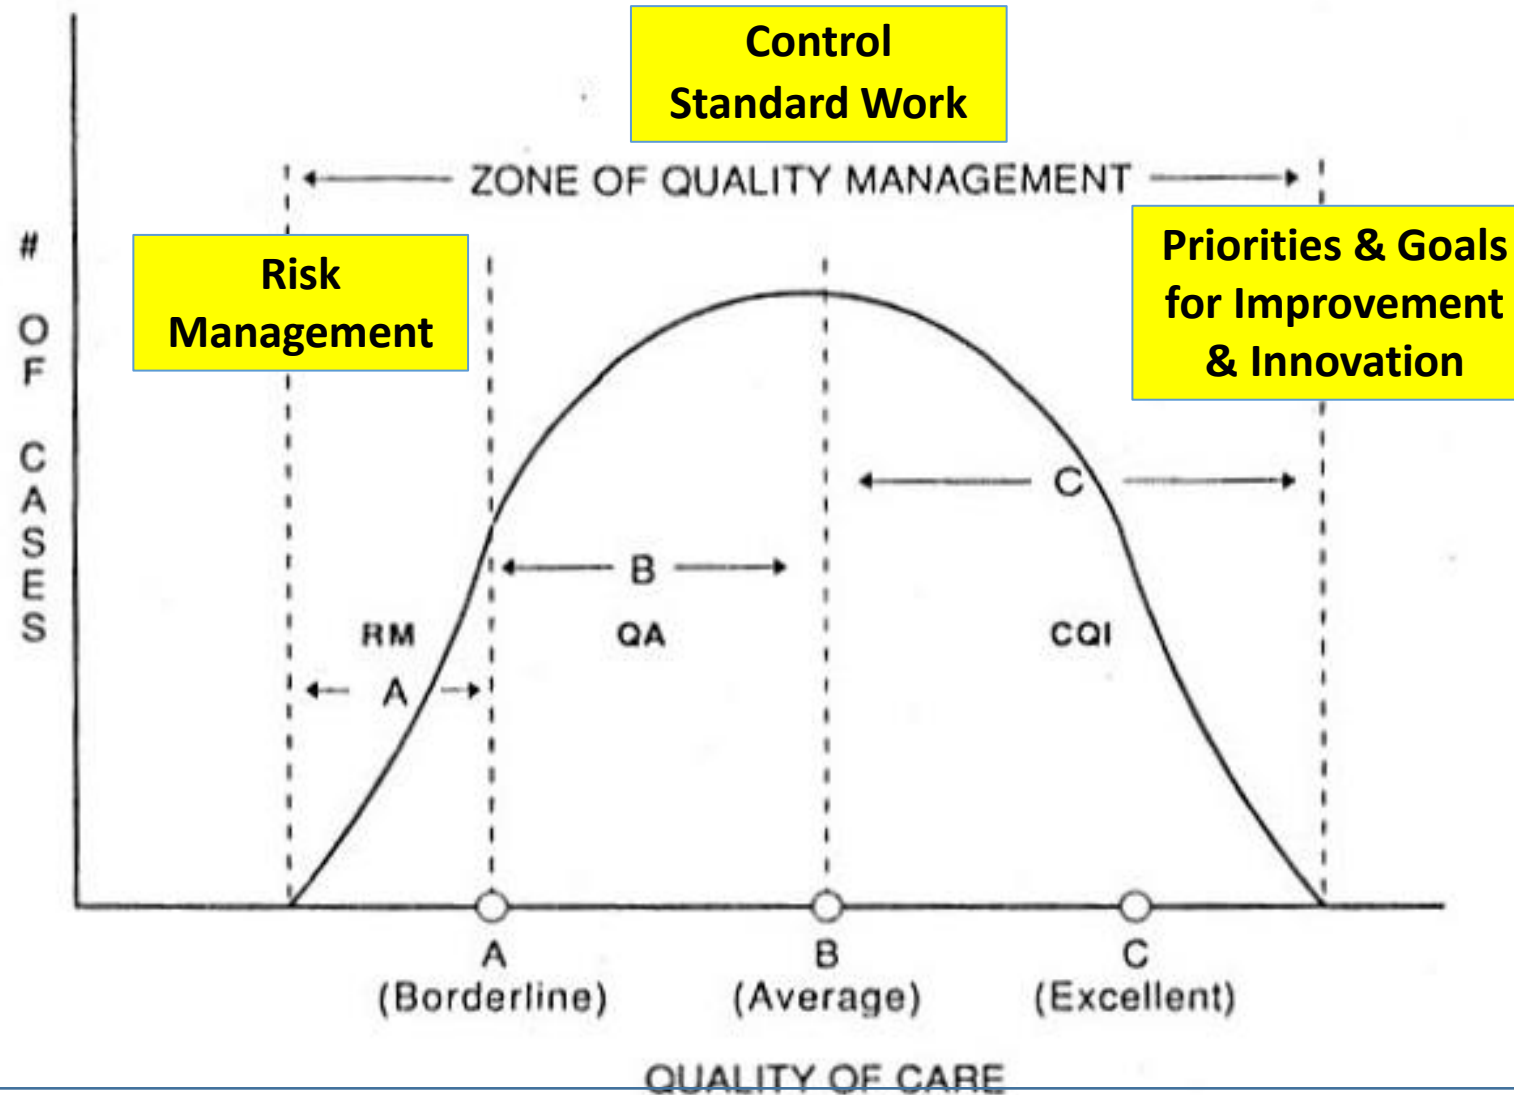 Control
Standard Work
ZONE OF QUALITY MANAGEMENT
Risk
Management
Priorities & Goals
for Improvement
& Innovation
# OF CASES
C
B
RM
QA
CQI
A
A
B
C
(Borderline)
(Average)
(Excellent)
QUALITY OF CARE